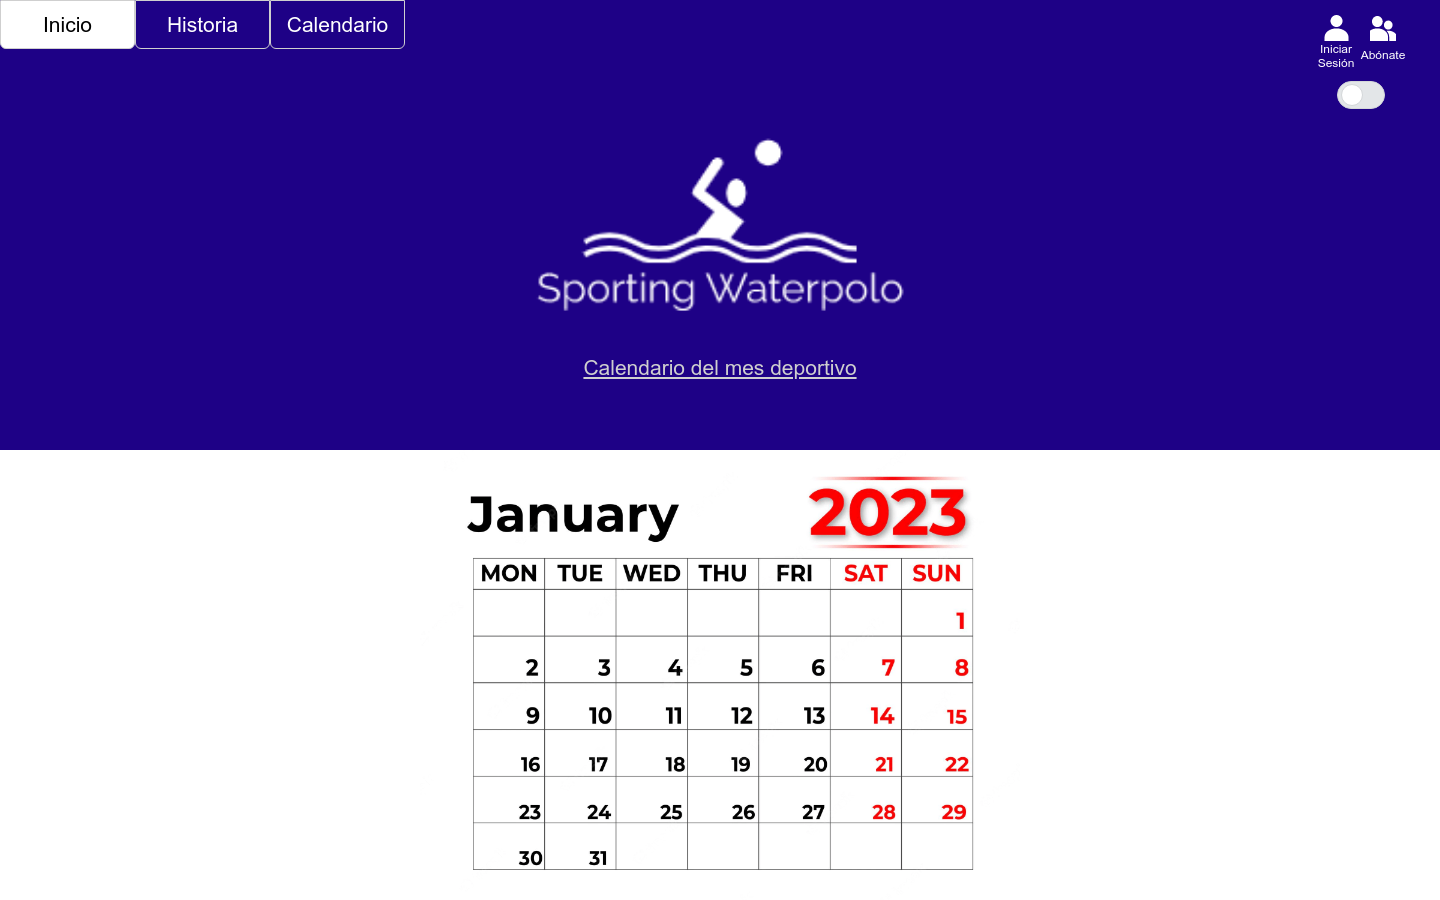 Inicio Historia Calendario
Iniciar
Sesión
Abónate
Sporting Waterpolo
Calendario del mes deportivo
January 2023
MON TUE WED THU FRI SAT SUN
1
2 3 4 5 6 7 8
9 10 11 12 13 14 15
16 17 18 19 20 21 22
23 24 25 26 27 28 29
30 31